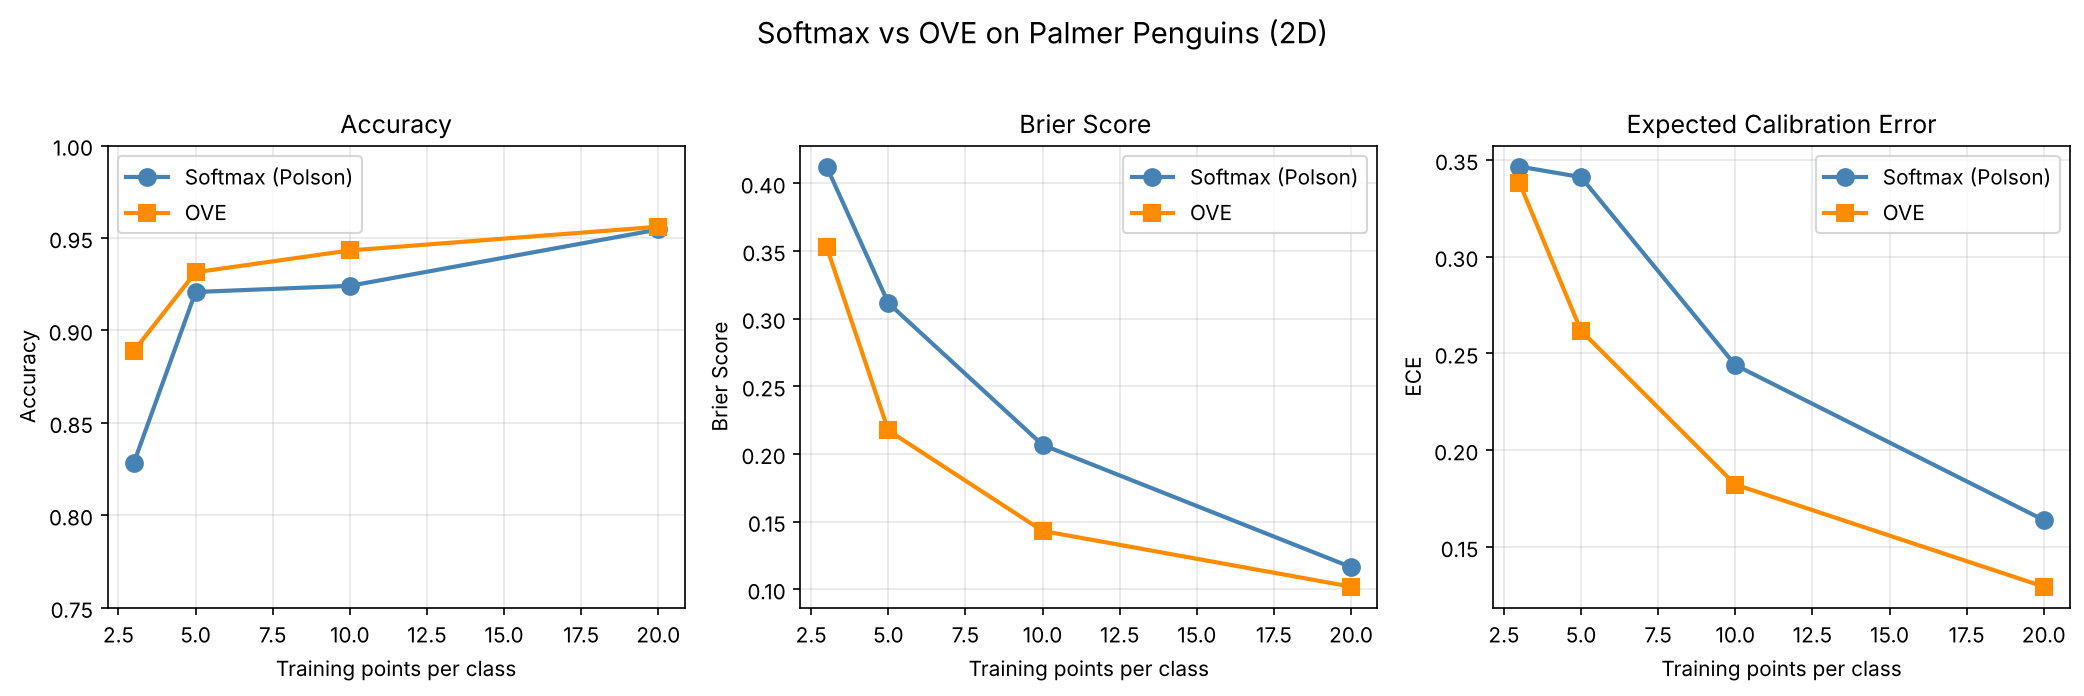 Softmax vs OVE on Palmer Penguins (2D)
Accuracy
Softmax (Polson)
OVE
1.00
0.95
0.90
0.85
0.80
0.75
Accuracy
2.5 5.0 7.5 10.0 12.5 15.0 17.5 20.0
Training points per class
Brier Score
Softmax (Polson)
OVE
0.40
0.35
0.30
0.25
0.20
0.15
0.10
Brier Score
2.5 5.0 7.5 10.0 12.5 15.0 17.5 20.0
Training points per class
Expected Calibration Error
Softmax (Polson)
OVE
0.35
0.30
0.25
0.20
0.15
ECE
2.5 5.0 7.5 10.0 12.5 15.0 17.5 20.0
Training points per class